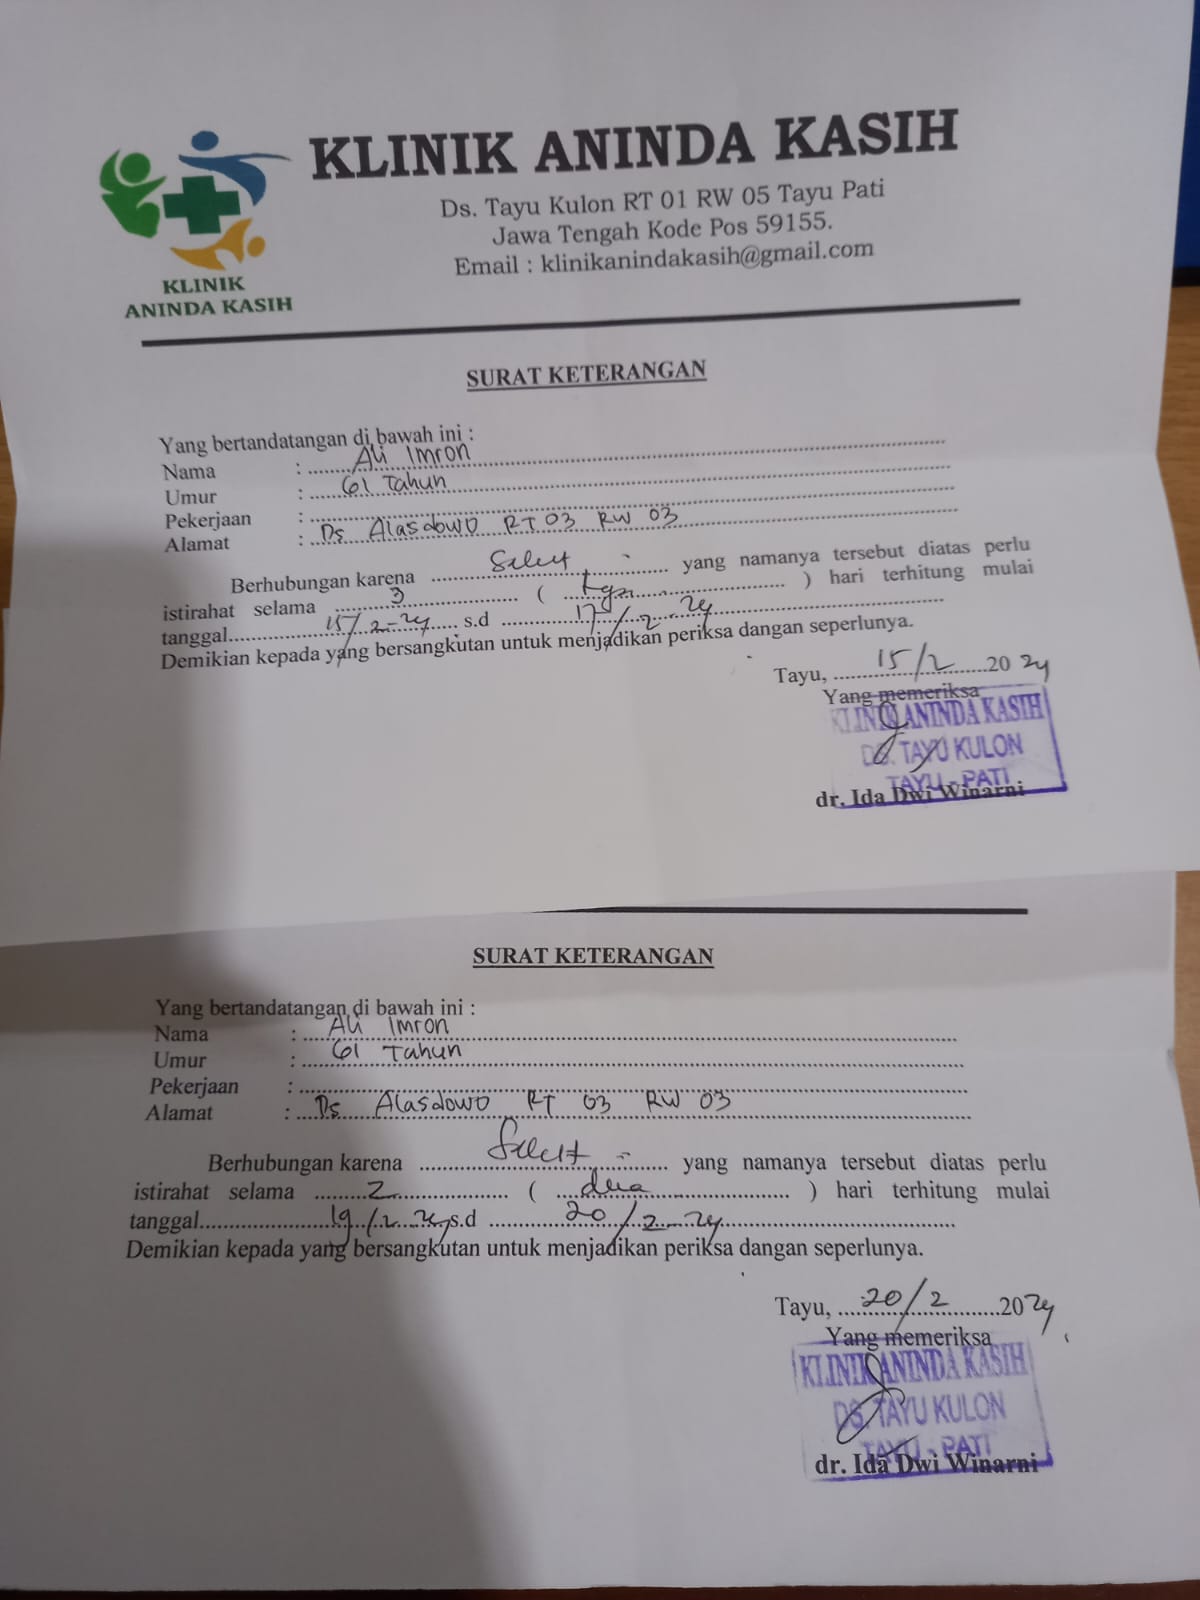 KLINIK ANINDA KASIH
Ds. Tayu Kulon RT 01 RW 05 Tayu Pati
Jawa Tengah Kode Pos 59155.
Email : klinikanindakasih@gmail.com
KLINIK
ANINDA KASIH
SURAT KETERANGAN
Yang bertandatangan di bawah ini :
Nama : Ali Imron
Umur : 61 Tahun
Pekerjaan :
Alamat : Ds Alasdowo RT 03 RW 03
Berhubungan karena Sakit yang namanya tersebut diatas perlu
istirahat selama 3 ( tiga ) hari terhitung mulai
tanggal 15/2-24 s.d 17/2-24
Demikian kepada yang bersangkutan untuk menjadikan periksa dangan seperlunya.
Tayu, 15/2 2024
Yang memeriksa
KLINIK ANINDA KASIH
DS. TAYU KULON
TAYU - PATI
dr. Ida Dwi Winarni
SURAT KETERANGAN
Yang bertandatangan di bawah ini :
Nama : Ali Imron
Umur : 61 Tahun
Pekerjaan :
Alamat : Ds Alasdowo RT 03 RW 03
Berhubungan karena Sakit yang namanya tersebut diatas perlu
istirahat selama 2 ( dua ) hari terhitung mulai
tanggal 19/2-24 s.d 20/2-24
Demikian kepada yang bersangkutan untuk menjadikan periksa dangan seperlunya.
Tayu, 20/2 2024
Yang memeriksa
KLINIK ANINDA KASIH
DS. TAYU KULON
TAYU - PATI
dr. Ida Dwi Winarni